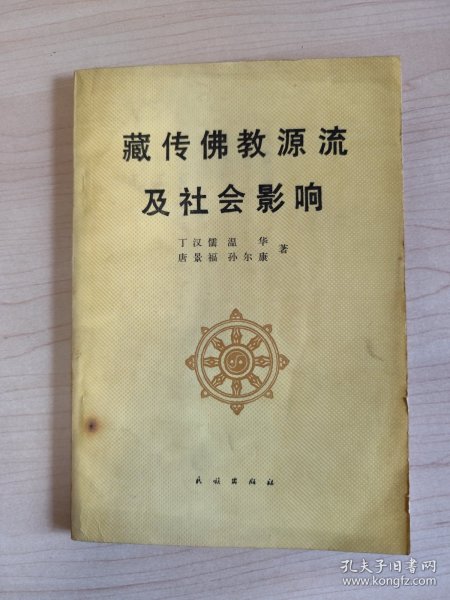 藏传佛教源流
及社会影响
丁汉儒 温华
唐景福 孙尔康 著
民族出版社
孔夫子旧书网
www.kongfz.com